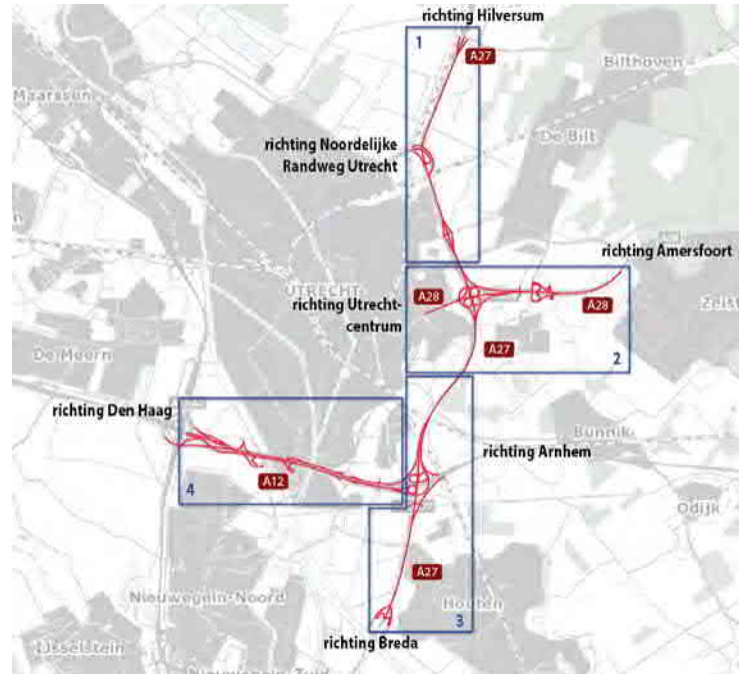 richting Hilversum
1
A27
Bilthoven
Maarssen
De Bilt
richting Noordelijke
Randweg Utrecht
richting Amersfoort
UTRECHT
A28
richting Utrecht-
centrum
A28
Zeist
A27
2
De Meern
richting Den Haag
Bunnik
richting Arnhem
A12
4
Odijk
A27
Nieuwegein-Noord
Houten
3
richting Breda
IJsselstein
Nieuwegein-Zuid